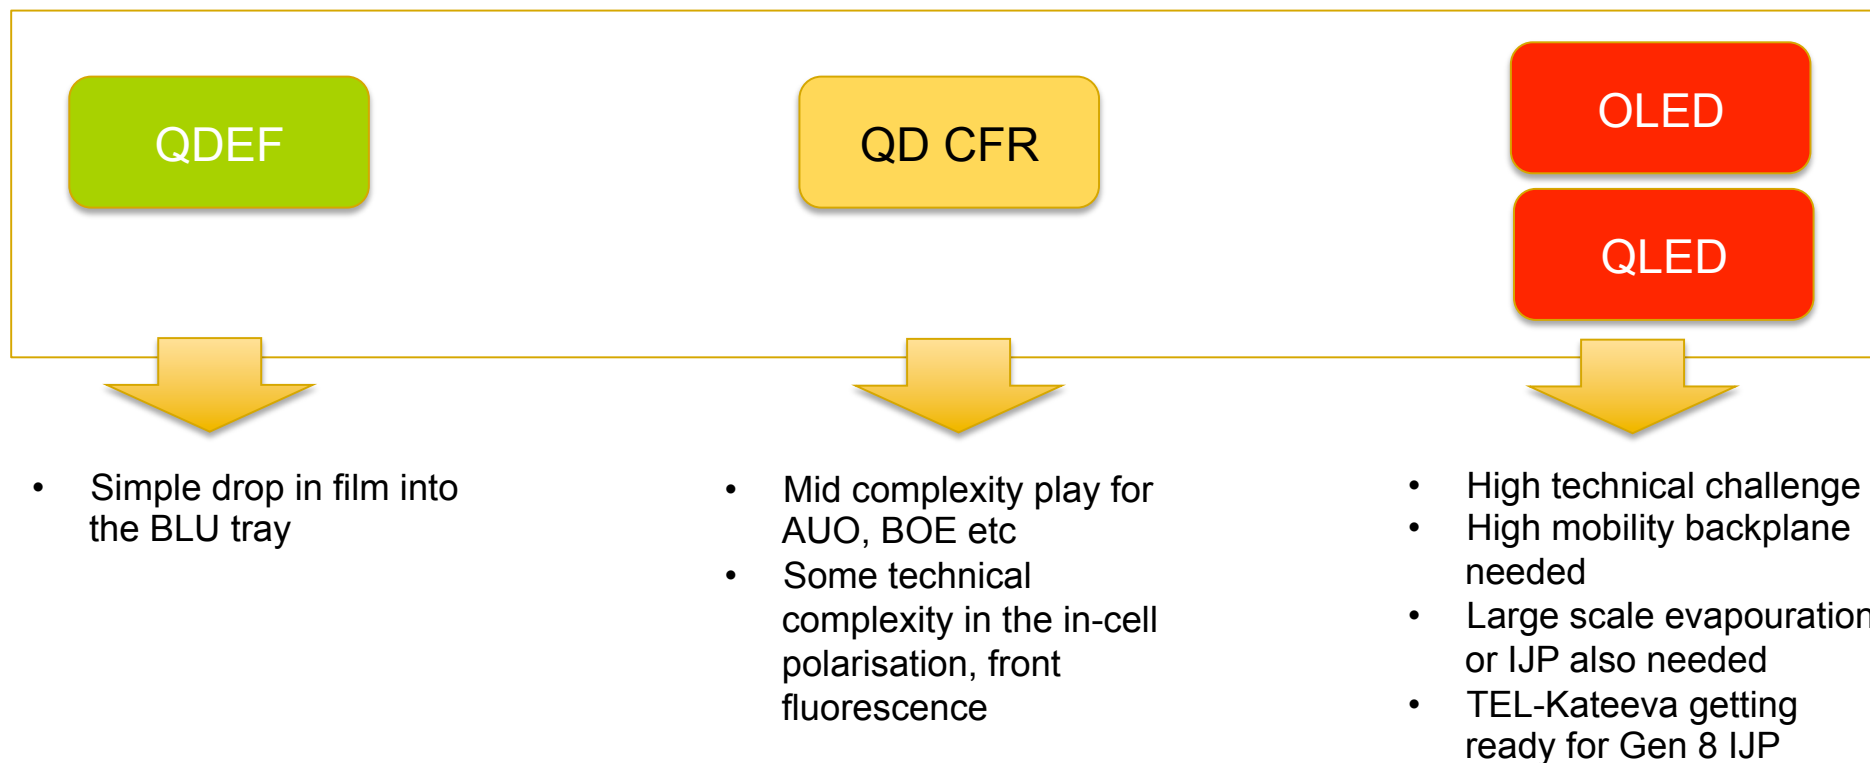 QDEF
QD CFR
OLED
QLED
• Simple drop in film into
the BLU tray
• Mid complexity play for
AUO, BOE etc
• Some technical
complexity in the in-cell
polarisation, front
fluorescence
• High technical challenge
• High mobility backplane
needed
• Large scale evapouration
or IJP also needed
• TEL-Kateeva getting
ready for Gen 8 IJP